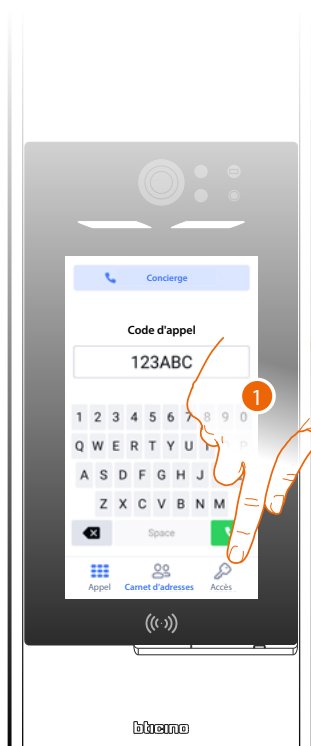 Concierge
Code d'appel
123ABC
1
1 2 3 4 5 6 7 8 9 0
Q W E R T Y U I P
A S D F G H J
Z X C V B N M
Space
Appel Carnet d'adresses Accès
bticino